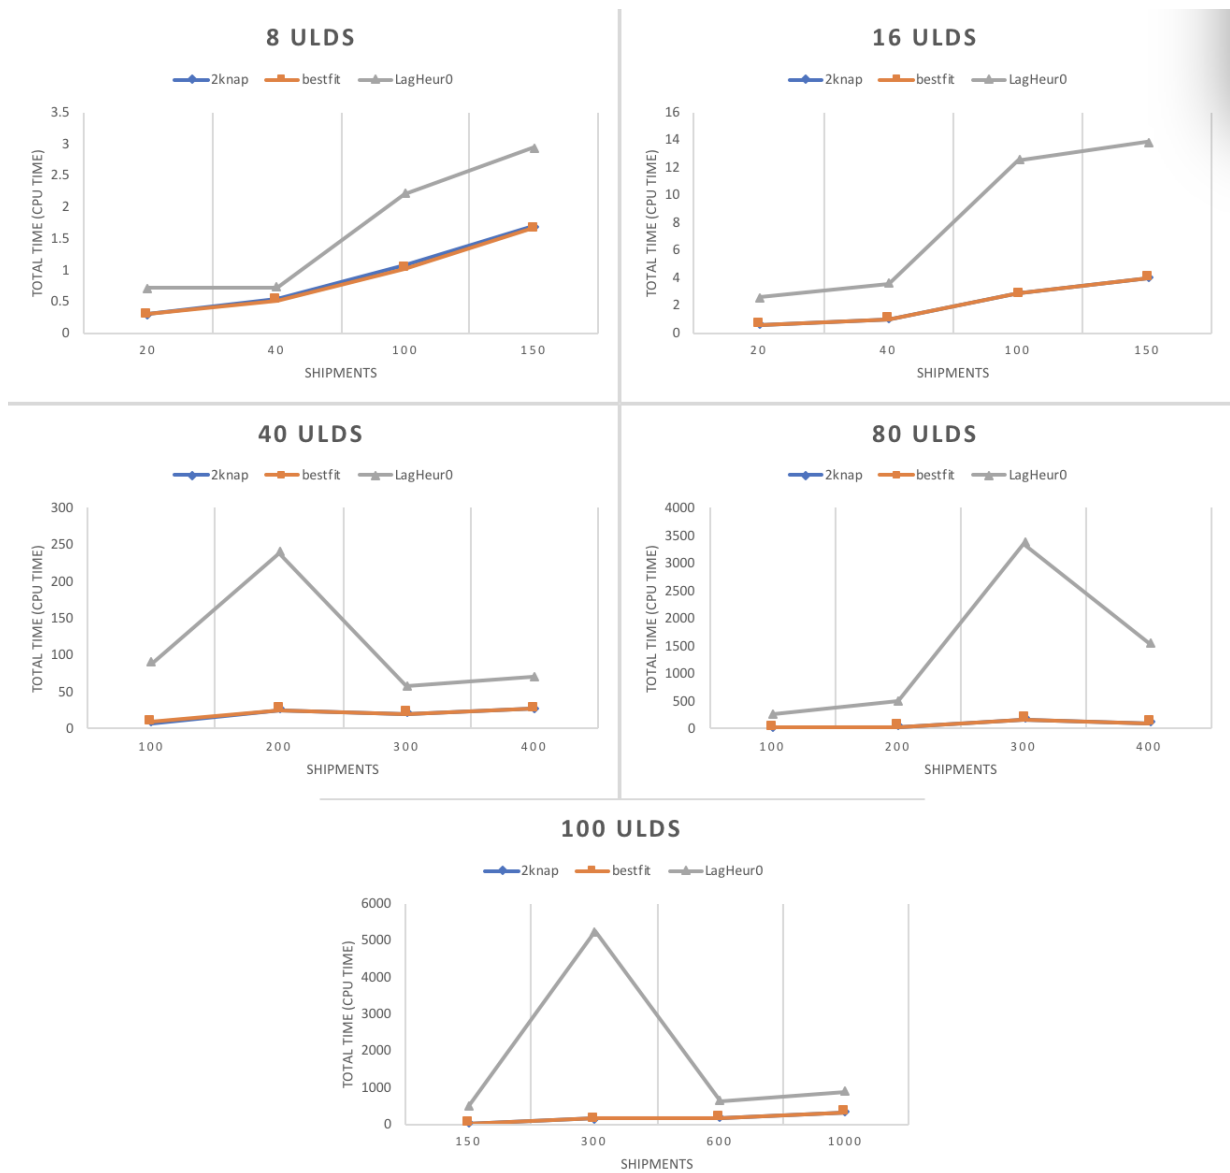 8 ULDS
2knap bestfit LagHeur0
TOTAL TIME (CPU TIME)
3.5
3
2.5
2
1.5
1
0.5
0
20 40 100 150
SHIPMENTS
16 ULDS
2knap bestfit LagHeur0
TOTAL TIME (CPU TIME)
16
14
12
10
8
6
4
2
0
20 40 100 150
SHIPMENTS
40 ULDS
2knap bestfit LagHeur0
TOTAL TIME (CPU TIME)
300
250
200
150
100
50
0
100 200 300 400
SHIPMENTS
80 ULDS
2knap bestfit LagHeur0
TOTAL TIME (CPU TIME)
4000
3500
3000
2500
2000
1500
1000
500
0
100 200 300 400
SHIPMENTS
100 ULDS
2knap bestfit LagHeur0
TOTAL TIME (CPU TIME)
6000
5000
4000
3000
2000
1000
0
150 300 600 1000
SHIPMENTS